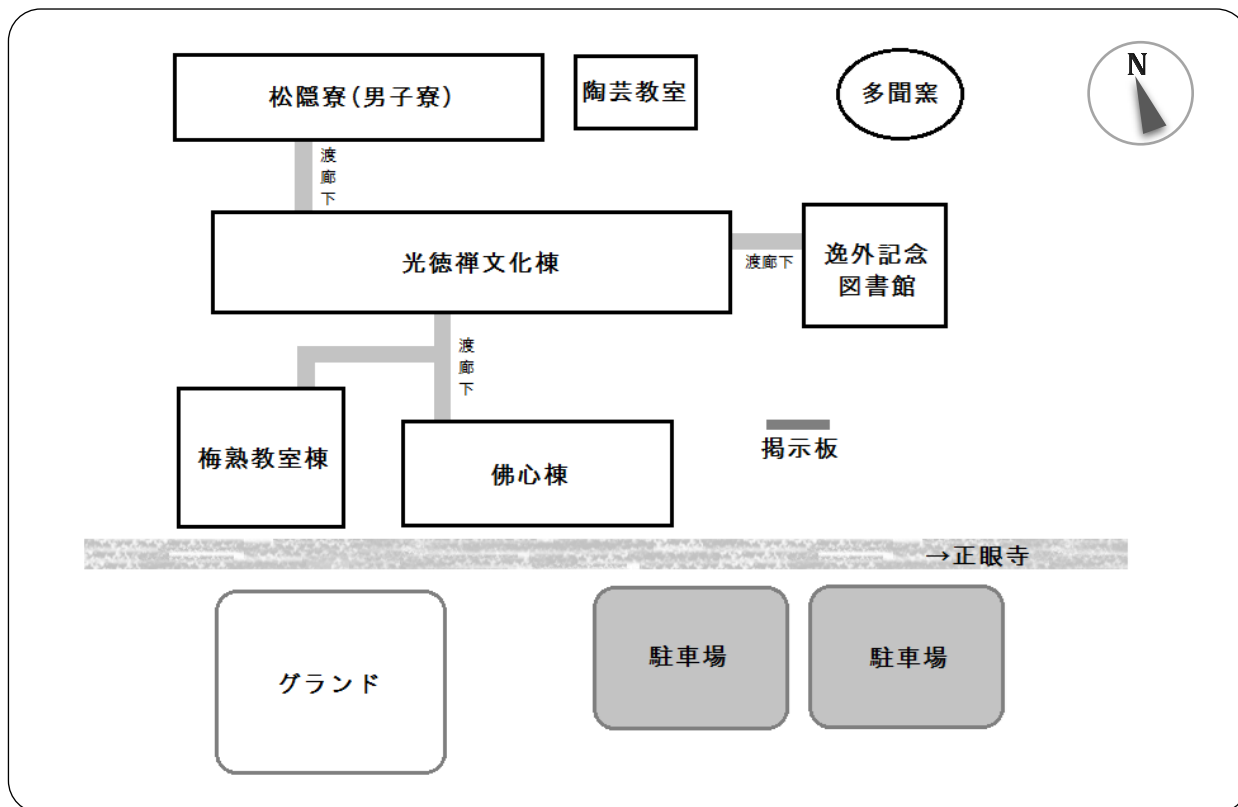 松隠寮(男子寮)
陶芸教室
多聞窯
N
渡廊下
光徳禅文化棟
渡廊下
逸外記念
図書館
渡廊下
梅熟教室棟
佛心棟
掲示板
→正眼寺
グランド
駐車場
駐車場